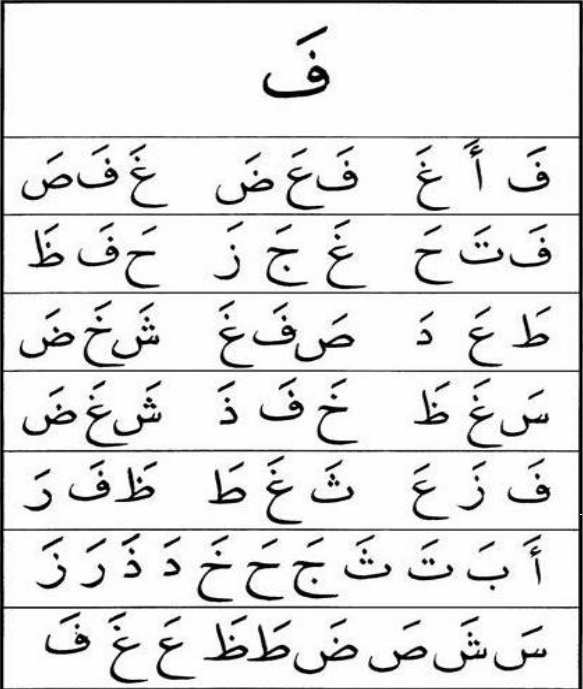 فَ
فَ أَ غَ فَ عَ ضَ غَ فَ صَ
فَ تَ حَ غَ جَ زَ حَ فَ ظَ
طَ عَ دَ صَ فَ غَ شَ خَ ضَ
سَ غَ ظَ خَ فَ ذَ شَ غَ ضَ
فَ زَ عَ ثَ غَ طَ ظَ فَ رَ
أَ بَ تَ ثَ جَ حَ خَ دَ ذَ رَ زَ
سَ شَ صَ ضَ طَ ظَ عَ غَ فَ